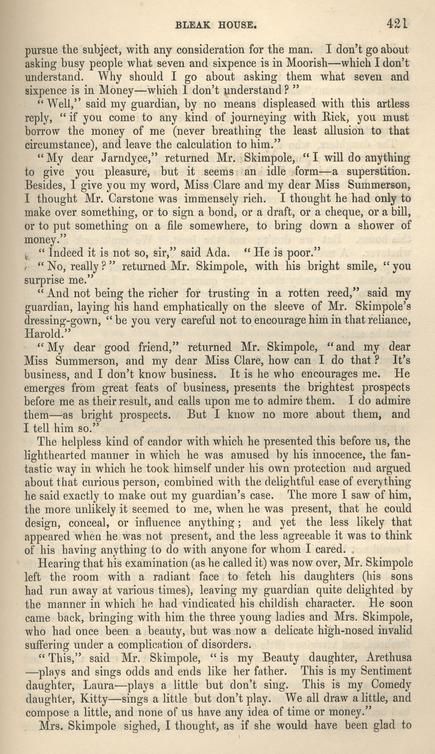 BLEAK HOUSE. 421
pursue the subject, with any consideration for the man. I don't go about
asking busy people what seven and sixpence is in Moorish—which I don't
understand. Why should I go about asking them what seven and
sixpence is in Money—which I don't understand?"
"Well," said my guardian, by no means displeased with this artless
reply, "if you come to any kind of journeying with Rick, you must
borrow the money of me (never breathing the least allusion to that
circumstance), and leave the calculation to him."
"My dear Jarndyce," returned Mr. Skimpole, "I will do anything
to give you pleasure, but it seems an idle form—a superstition.
Besides, I give you my word, Miss Clare and my dear Miss Summerson,
I thought Mr. Carstone was immensely rich. I thought he had only to
make over something, or to sign a bond, or a draft, or a cheque, or a bill,
or to put something on a file somewhere, to bring down a shower of
money."
"Indeed it is not so, sir," said Ada. "He is poor."
"No, really?" returned Mr. Skimpole, with his bright smile, "you
surprise me."
"And not being the richer for trusting in a rotten reed," said my
guardian, laying his hand emphatically on the sleeve of Mr. Skimpole's
dressing-gown, "be you very careful not to encourage him in that reliance,
Harold."
"My dear good friend," returned Mr. Skimpole, "and my dear
Miss Summerson, and my dear Miss Clare, how can I do that? It's
business, and I don't know business. It is he who encourages me. He
emerges from great feats of business, presents the brightest prospects
before me as their result, and calls upon me to admire them. I do admire
them—as bright prospects. But I know no more about them, and
I tell him so."
The helpless kind of candor with which he presented this before us, the
lighthearted manner in which he was amused by his innocence, the fan-
tastic way in which he took himself under his own protection and argued
about that curious person, combined with the delightful ease of everything
he said exactly to make out my guardian's case. The more I saw of him,
the more unlikely it seemed to me, when he was present, that he could
design, conceal, or influence anything; and yet the less likely that
appeared when he was not present, and the less agreeable it was to think
of his having anything to do with anyone for whom I cared.
Hearing that his examination (as he called it) was now over, Mr. Skimpole
left the room with a radiant face to fetch his daughters (his sons
had run away at various times), leaving my guardian quite delighted by
the manner in which he had vindicated his childish character. He soon
came back, bringing with him the three young ladies and Mrs. Skimpole,
who had once been a beauty, but was now a delicate high-nosed invalid
suffering under a complication of disorders.
"This," said Mr. Skimpole, "is my Beauty daughter, Arethusa
—plays and sings odds and ends like her father. This is my Sentiment
daughter, Laura—plays a little but don't sing. This is my Comedy
daughter, Kitty—sings a little but don't play. We all draw a little, and
compose a little, and none of us have any idea of time or money."
Mrs. Skimpole sighed, I thought, as if she would have been glad to